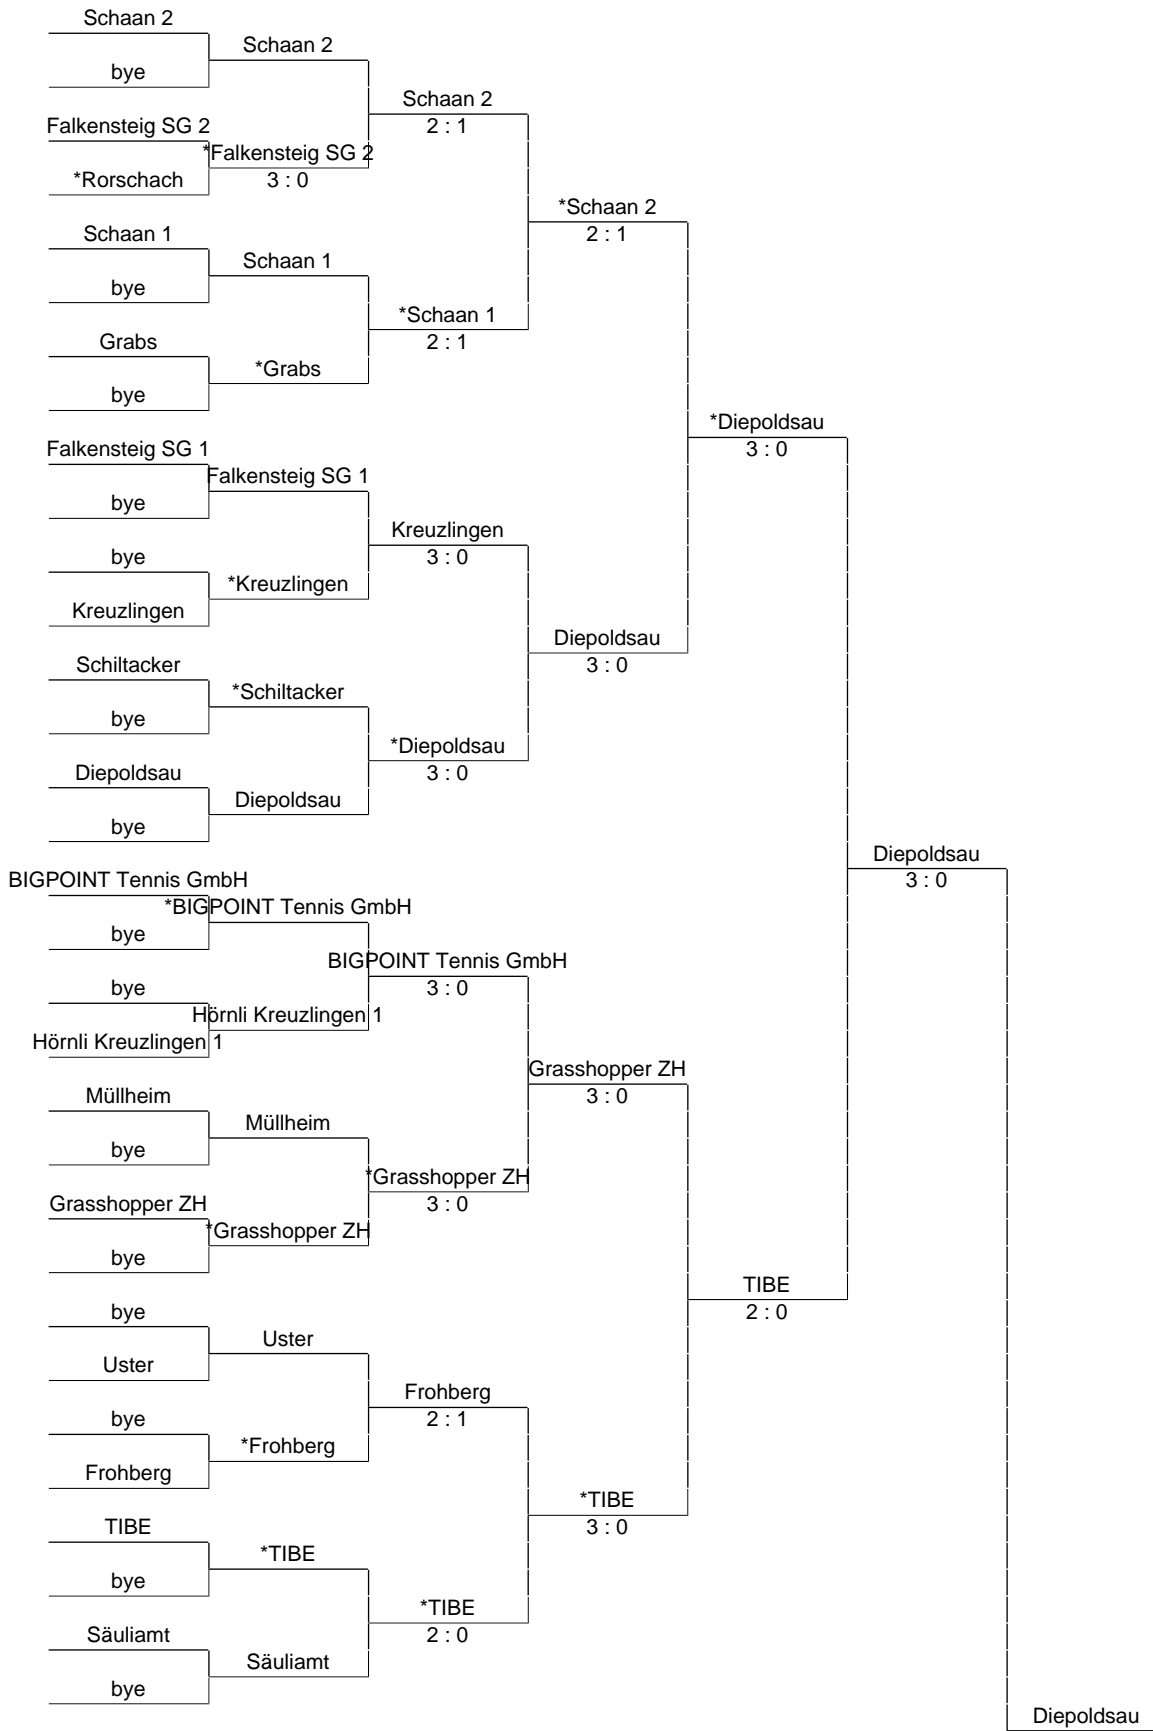 Schaan 2
Schaan 2
bye
Schaan 2
2 : 1
Falkensteig SG 2
*Falkensteig SG 2
*Rorschach
3 : 0
*Schaan 2
2 : 1
Schaan 1
Schaan 1
bye
*Schaan 1
2 : 1
Grabs
*Grabs
bye
*Diepoldsau
3 : 0
Falkensteig SG 1
Falkensteig SG 1
bye
Kreuzlingen
3 : 0
bye
*Kreuzlingen
Kreuzlingen
Diepoldsau
3 : 0
Schiltacker
*Schiltacker
bye
*Diepoldsau
3 : 0
Diepoldsau
Diepoldsau
bye
Diepoldsau
3 : 0
BIGPOINT Tennis GmbH
*BIGPOINT Tennis GmbH
bye
BIGPOINT Tennis GmbH
3 : 0
bye
Hörnli Kreuzlingen 1
Hörnli Kreuzlingen 1
Grasshopper ZH
3 : 0
Müllheim
Müllheim
bye
*Grasshopper ZH
3 : 0
Grasshopper ZH
*Grasshopper ZH
bye
TIBE
2 : 0
bye
Uster
Uster
Frohberg
2 : 1
bye
*Frohberg
Frohberg
*TIBE
3 : 0
TIBE
*TIBE
bye
*TIBE
2 : 0
Säuliamt
Säuliamt
bye
Diepoldsau